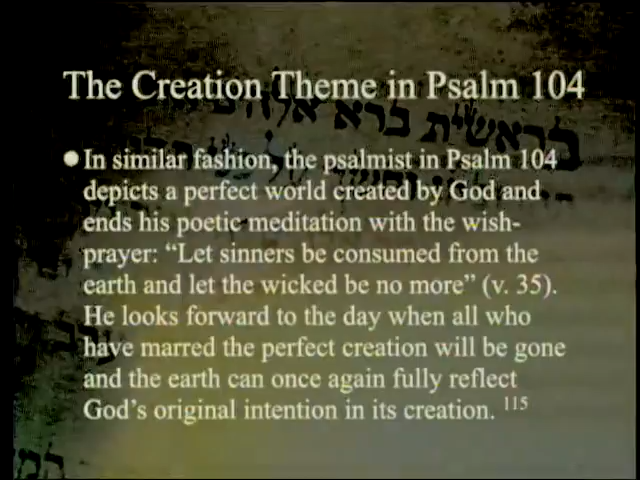 The Creation Theme in Psalm 104
בראשית ברא אלהים
● In similar fashion, the psalmist in Psalm 104
depicts a perfect world created by God and
ends his poetic meditation with the wish-
prayer: “Let sinners be consumed from the
earth and let the wicked be no more” (v. 35).
He looks forward to the day when all who
have marred the perfect creation will be gone
and the earth can once again fully reflect
God’s original intention in its creation. 115